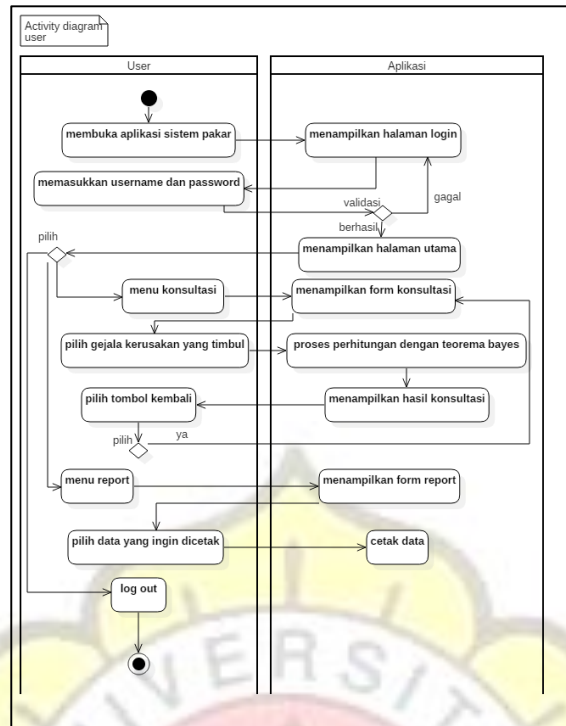 Activity diagram
user
User
Aplikasi
membuka aplikasi sistem pakar
menampilkan halaman login
memasukkan username dan password
validasi
gagal
berhasil
pilih
menampilkan halaman utama
menu konsultasi
menampilkan form konsultasi
pilih gejala kerusakan yang timbul
proses perhitungan dengan teorema bayes
pilih tombol kembali
menampilkan hasil konsultasi
pilih
ya
menu report
menampilkan form report
pilih data yang ingin dicetak
cetak data
log out
UNIVERSIT